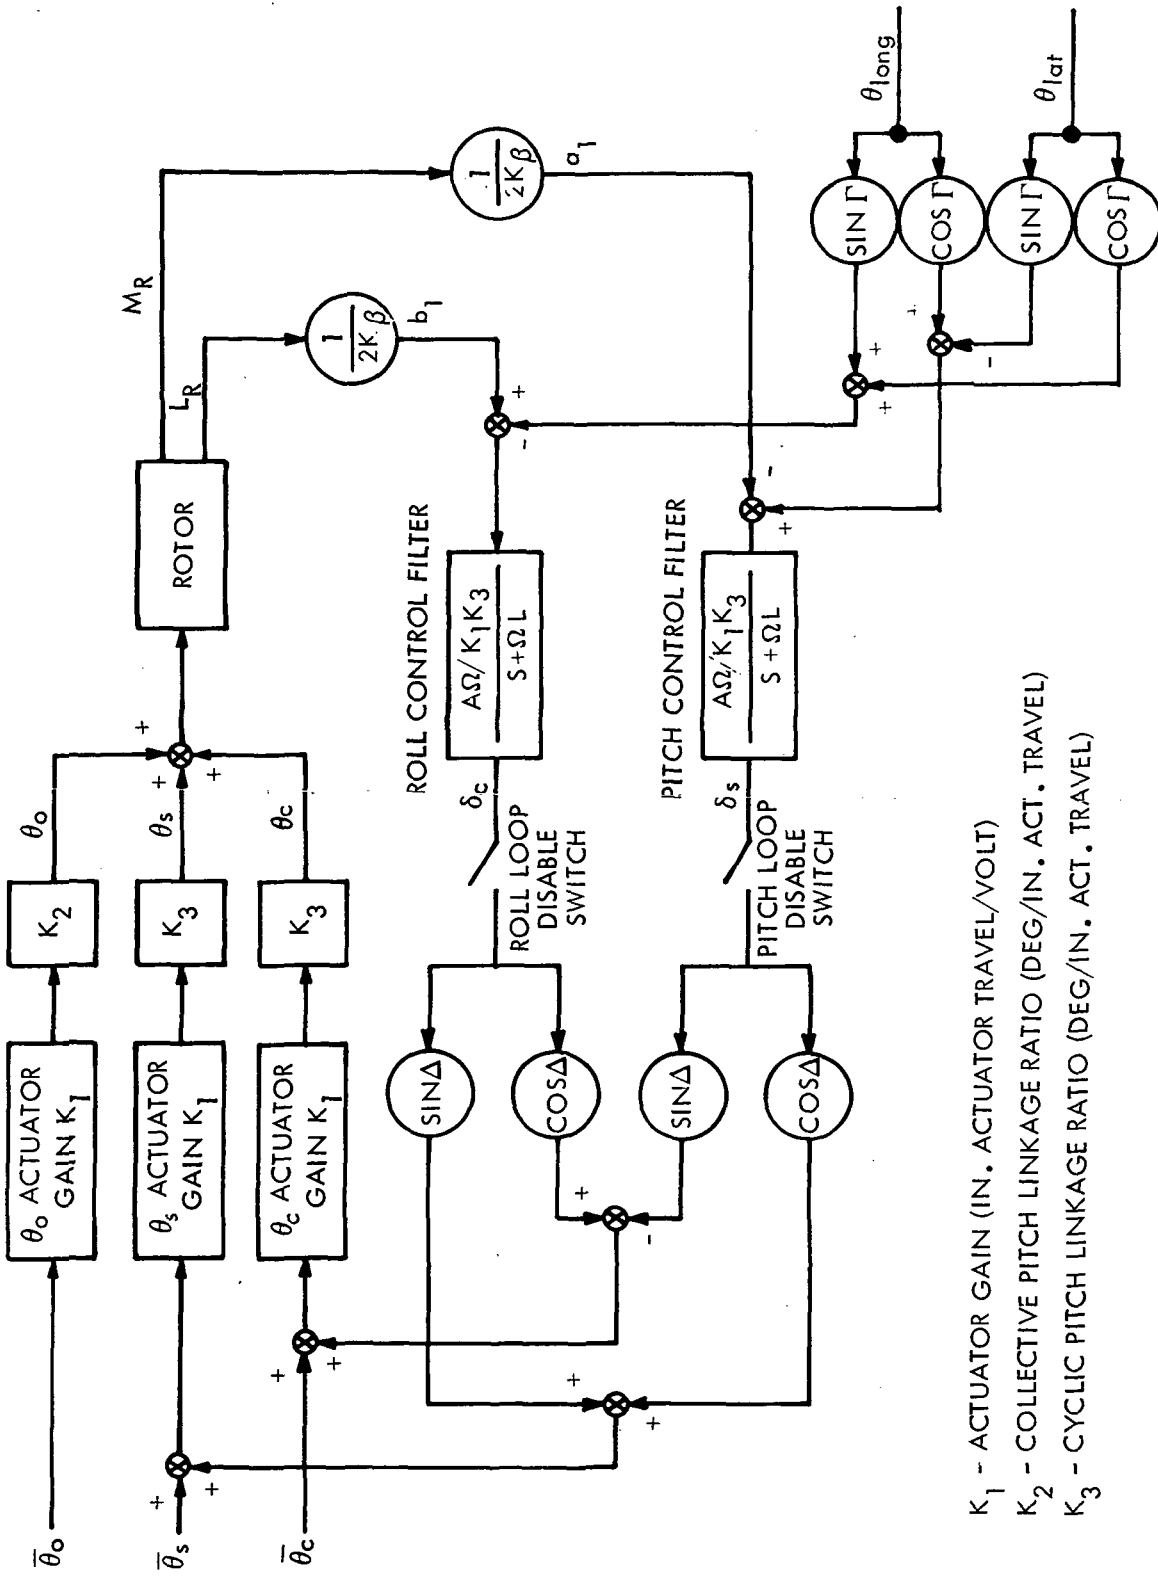 θ̄o
θ̄s
θ̄c
+
+
+
+
θo ACTUATOR
GAIN K1
θs ACTUATOR
GAIN K1
θc ACTUATOR
GAIN K1
K2
K3
K3
θo
θs
θc
+
+
+
ROTOR
MR
LR
1
2Kβ
b1
1
2Kβ
a1
ROLL CONTROL FILTER
AΩ/K1K3
S+ΩL
δc
ROLL LOOP
DISABLE
SWITCH
+
-
PITCH CONTROL FILTER
AΩ/K1K3
S+ΩL
δs
PITCH LOOP
DISABLE
SWITCH
-
+
SINΔ
COSΔ
SINΔ
COSΔ
+
-
+
+
θlong
θlat
SIN Γ
COS Γ
SIN Γ
COS Γ
+
+
+
-
K1 - ACTUATOR GAIN (IN. ACTUATOR TRAVEL/VOLT)
K2 - COLLECTIVE PITCH LINKAGE RATIO (DEG/IN. ACT. TRAVEL)
K3 - CYCLIC PITCH LINKAGE RATIO (DEG/IN. ACT. TRAVEL)